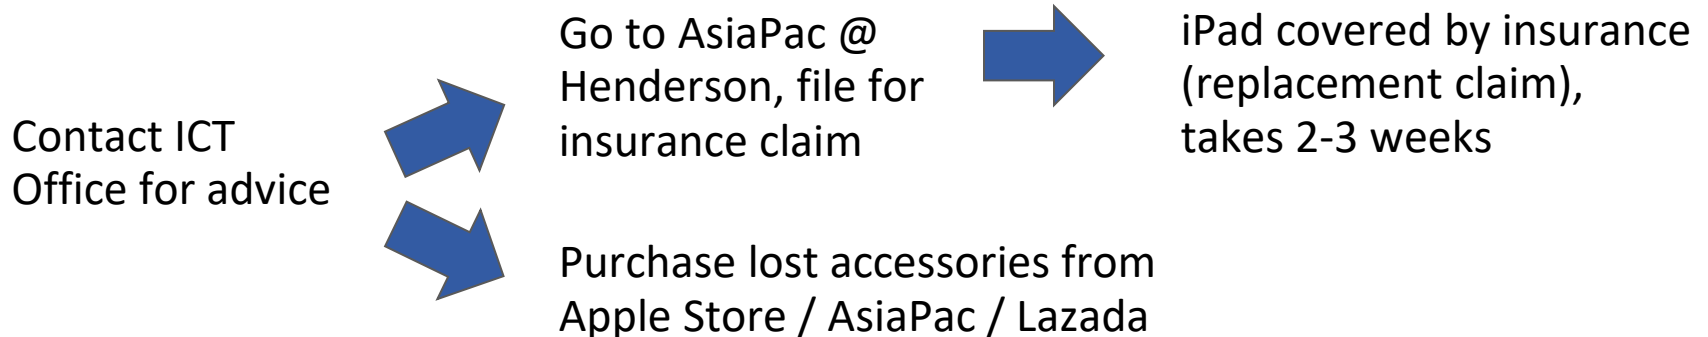 Contact ICT
Office for advice
Go to AsiaPac @
Henderson, file for
insurance claim
iPad covered by insurance
(replacement claim),
takes 2-3 weeks
Purchase lost accessories from
Apple Store / AsiaPac / Lazada